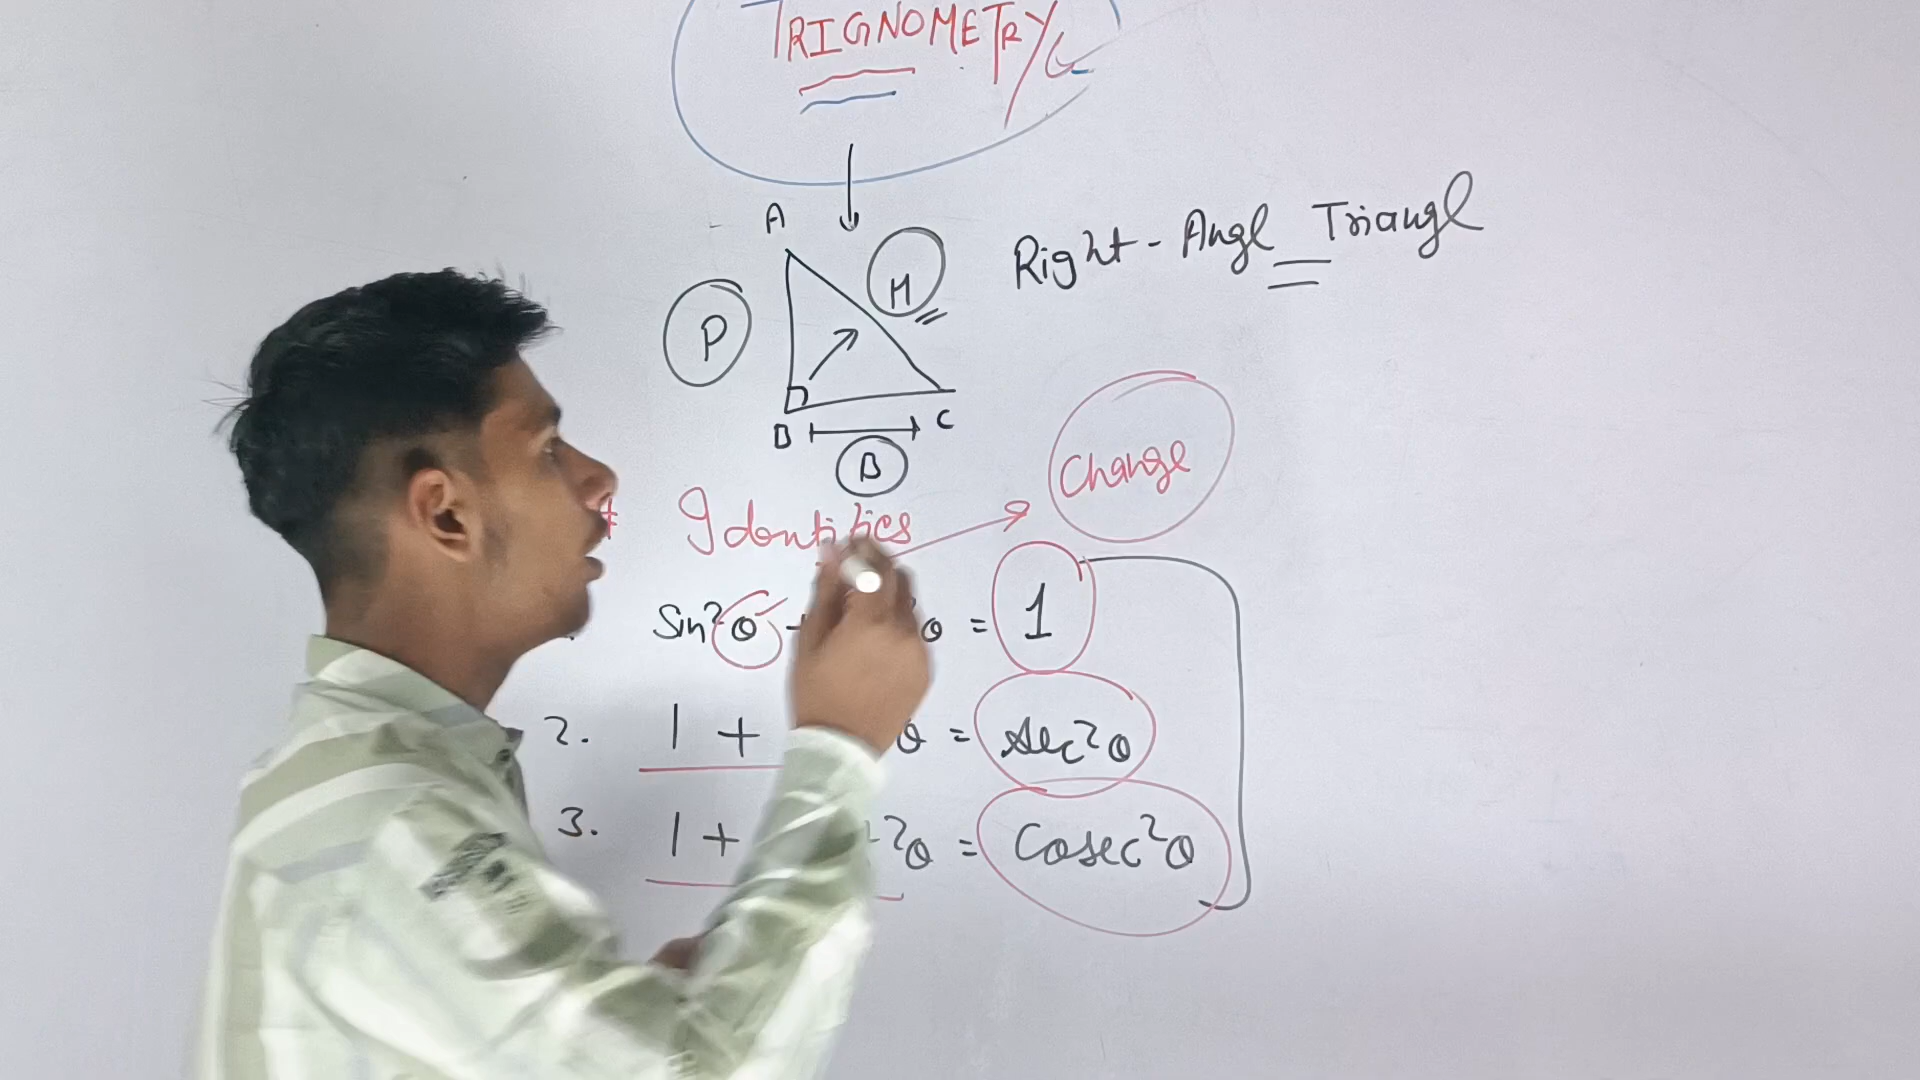 TRIGNOMETRY
A
Right-Angl Triangl
H
P
B C
B
Change
Identities
Sin²θ + θ = 1
2. 1 + θ = sec²θ
3. 1 + ²θ = Cosec²θ